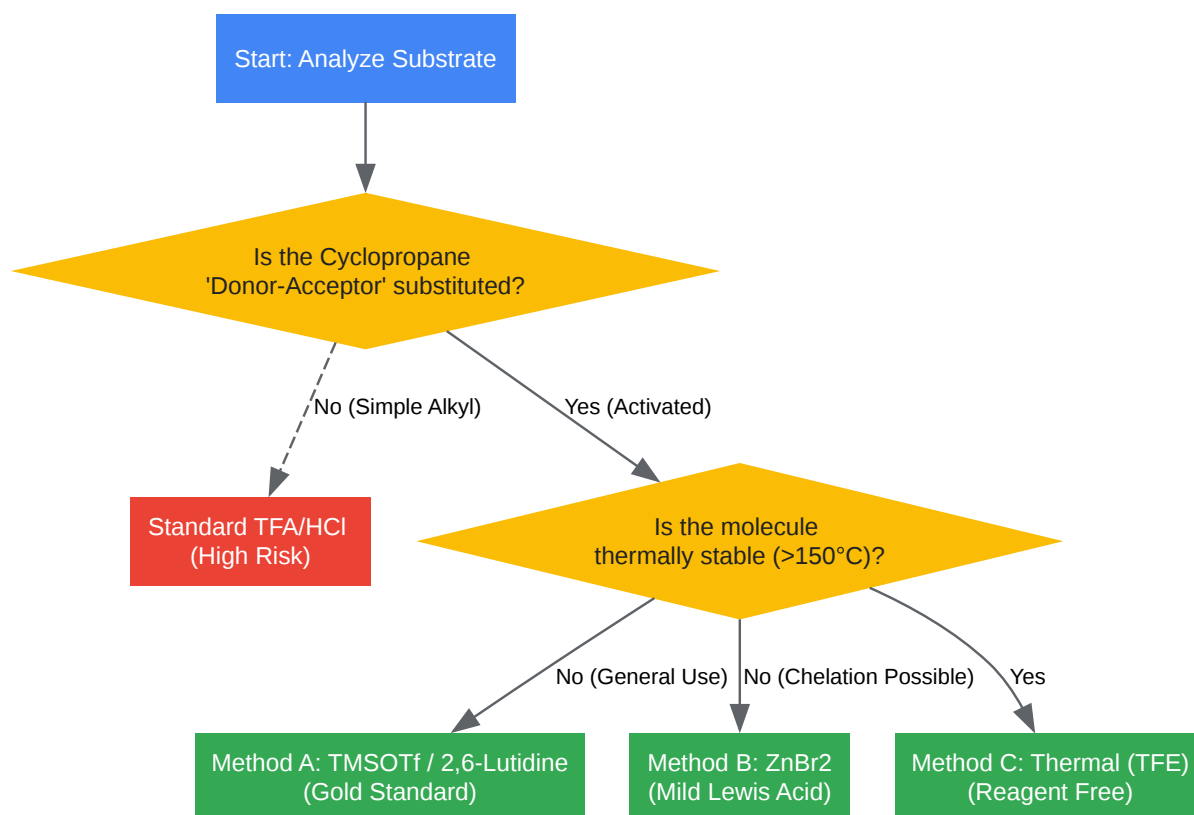 Start: Analyze Substrate
Is the Cyclopropane
'Donor-Acceptor' substituted?
No (Simple Alkyl)
Yes (Activated)
Standard TFA/HCl
(High Risk)
Is the molecule
thermally stable (>150°C)?
No (General Use)
No (Chelation Possible)
Yes
Method A: TMSOTf / 2,6-Lutidine
(Gold Standard)
Method B: ZnBr2
(Mild Lewis Acid)
Method C: Thermal (TFE)
(Reagent Free)